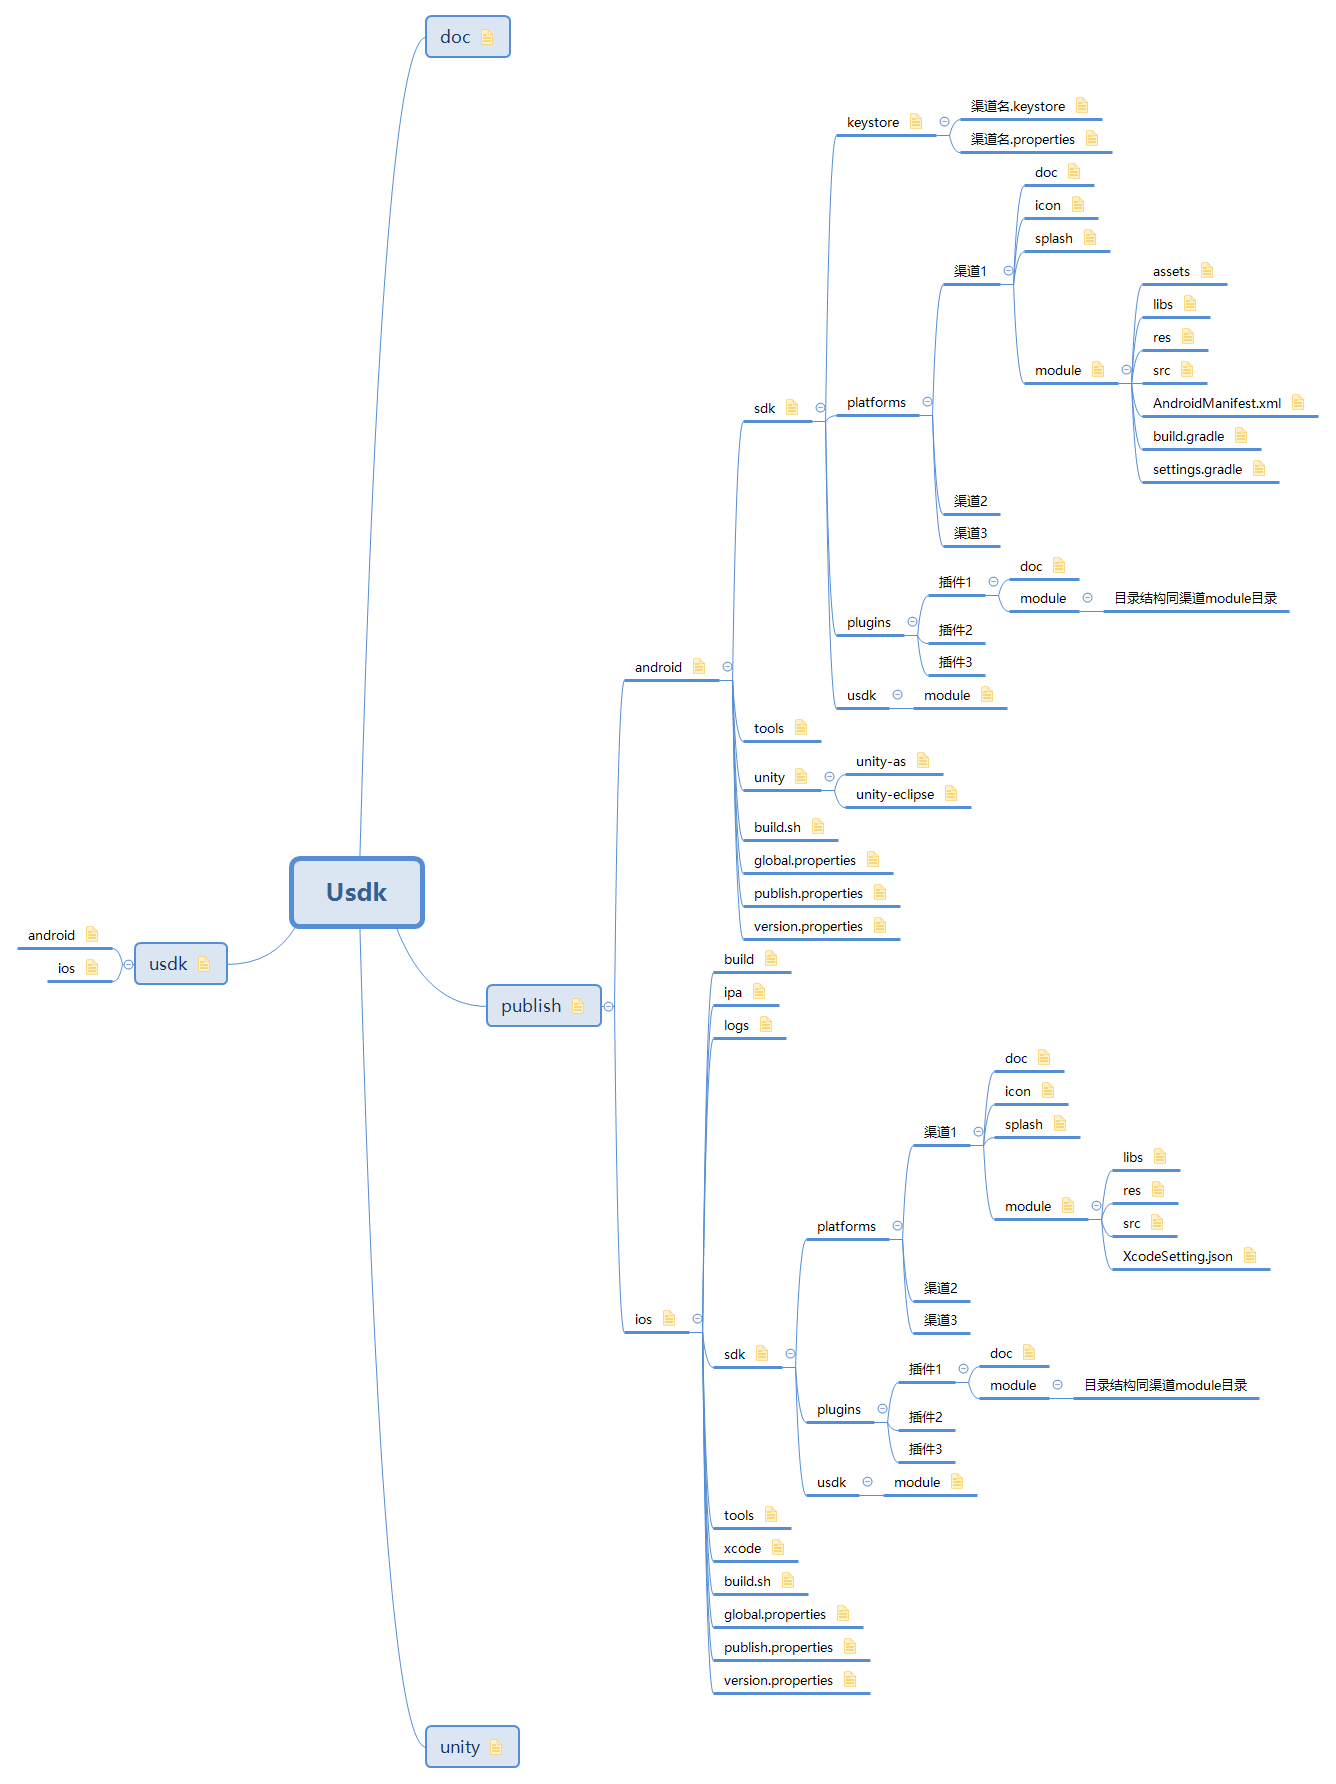 doc
渠道名.keystore
keystore
渠道名.properties
doc
icon
splash
渠道1
assets
libs
res
module
src
platforms
AndroidManifest.xml
sdk
build.gradle
settings.gradle
渠道2
渠道3
doc
插件1
module
目录结构同渠道module目录
plugins
插件2
插件3
android
usdk
module
tools
unity-as
unity
unity-eclipse
build.sh
global.properties
publish.properties
Usdk
version.properties
android
build
usdk
ios
ipa
publish
logs
doc
icon
splash
渠道1
libs
res
module
src
platforms
XcodeSetting.json
渠道2
ios
渠道3
sdk
doc
插件1
module
目录结构同渠道module目录
plugins
插件2
插件3
usdk
module
tools
xcode
build.sh
global.properties
publish.properties
version.properties
unity